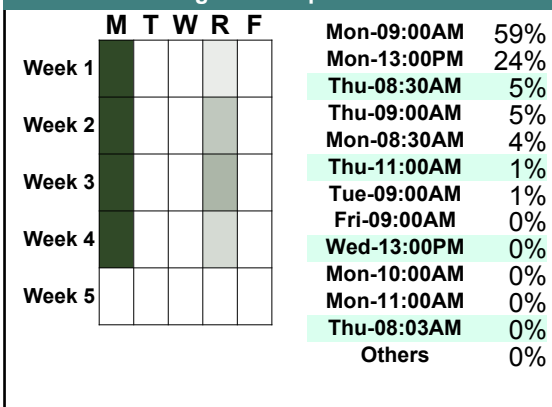 M T W R F
Week 1
Week 2
Week 3
Week 4
Week 5
Mon-09:00AM 59%
Mon-13:00PM 24%
Thu-08:30AM 5%
Thu-09:00AM 5%
Mon-08:30AM 4%
Thu-11:00AM 1%
Tue-09:00AM 1%
Fri-09:00AM 0%
Wed-13:00PM 0%
Mon-10:00AM 0%
Mon-11:00AM 0%
Thu-08:03AM 0%
Others 0%